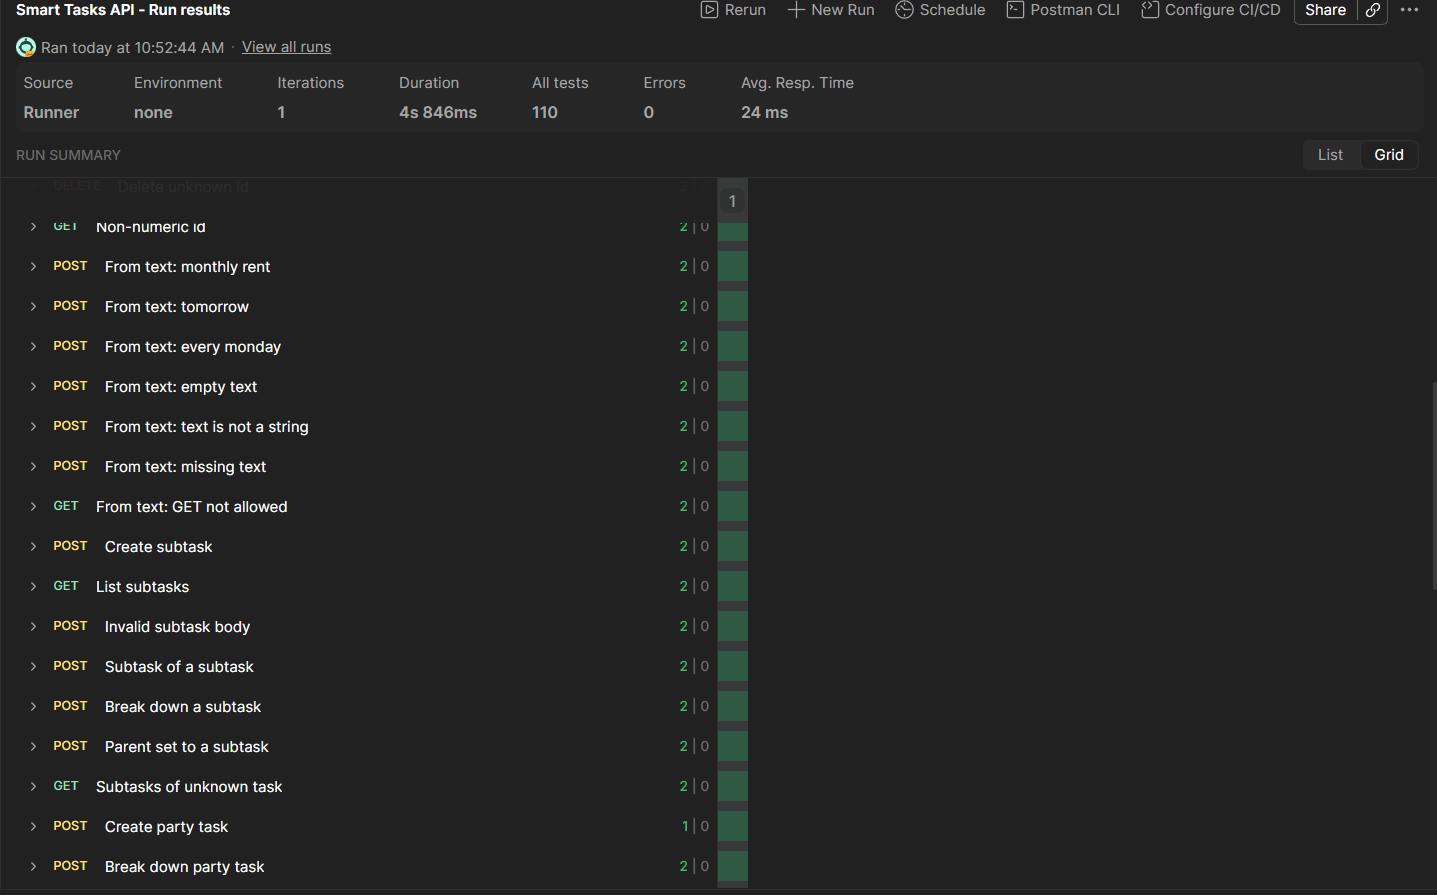 Smart Tasks API - Run results
Rerun New Run Schedule Postman CLI Configure CI/CD Share
Ran today at 10:52:44 AM · View all runs
Source Environment Iterations Duration All tests Errors Avg. Resp. Time
Runner none 1 4s 846ms 110 0 24 ms
RUN SUMMARY List Grid
DELETE Delete unknown id
1
GET Non-numeric id 2 | 0
POST From text: monthly rent 2 | 0
POST From text: tomorrow 2 | 0
POST From text: every monday 2 | 0
POST From text: empty text 2 | 0
POST From text: text is not a string 2 | 0
POST From text: missing text 2 | 0
GET From text: GET not allowed 2 | 0
POST Create subtask 2 | 0
GET List subtasks 2 | 0
POST Invalid subtask body 2 | 0
POST Subtask of a subtask 2 | 0
POST Break down a subtask 2 | 0
POST Parent set to a subtask 2 | 0
GET Subtasks of unknown task 2 | 0
POST Create party task 1 | 0
POST Break down party task 2 | 0